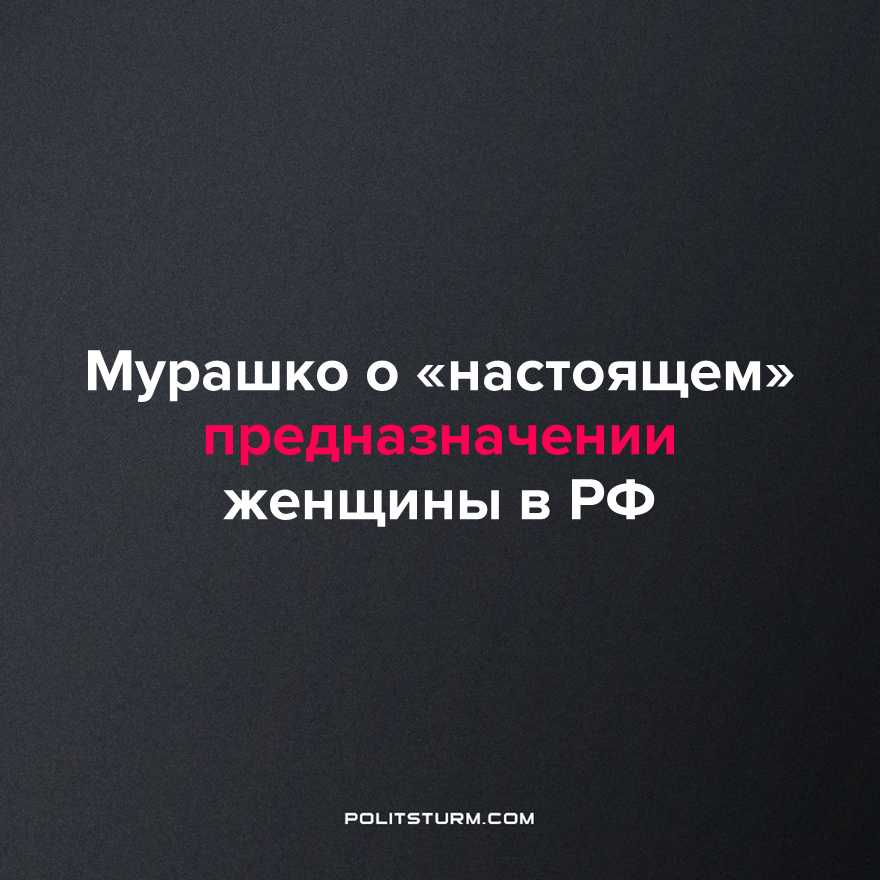 Мурашко о «настоящем»
предназначении
женщины в РФ
POLITSTURM.COM